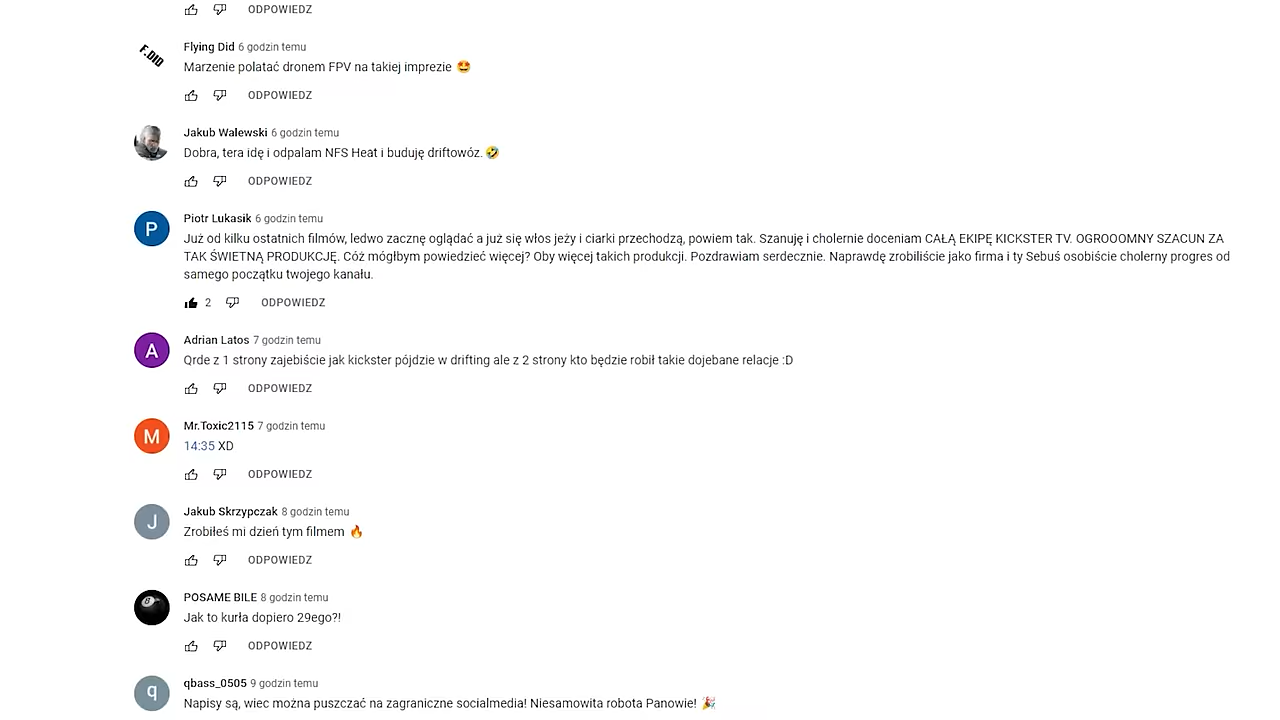 ODPOWIEDZ
F.DID
Flying Did 6 godzin temu
Marzenie polatać dronem FPV na takiej imprezie 🤩
ODPOWIEDZ
Jakub Walewski 6 godzin temu
Dobra, tera idę i odpalam NFS Heat i buduję driftowóz. 🤣
ODPOWIEDZ
P
Piotr Lukasik 6 godzin temu
Już od kilku ostatnich filmów, ledwo zacznę oglądać a już się włos jeży i ciarki przechodzą, powiem tak. Szanuję i cholernie doceniam CAŁĄ EKIPĘ KICKSTER TV. OGROOOMNY SZACUN ZA
TAK ŚWIETNĄ PRODUKCJĘ. Cóż mógłbym powiedzieć więcej? Oby więcej takich produkcji. Pozdrawiam serdecznie. Naprawdę zrobiliście jako firma i ty Sebuś osobiście cholerny progres od
samego początku twojego kanału.
2 ODPOWIEDZ
A
Adrian Latos 7 godzin temu
Qrde z 1 strony zajebiście jak kickster pójdzie w drifting ale z 2 strony kto będzie robił takie dojebane relacje :D
ODPOWIEDZ
M
Mr.Toxic2115 7 godzin temu
14:35 XD
ODPOWIEDZ
J
Jakub Skrzypczak 8 godzin temu
Zrobiłeś mi dzień tym filmem 🔥
ODPOWIEDZ
8
POSAME BILE 8 godzin temu
Jak to kurła dopiero 29ego?!
ODPOWIEDZ
q
qbass_0505 9 godzin temu
Napisy są, wiec można puszczać na zagraniczne socialmedia! Niesamowita robota Panowie! 🎉